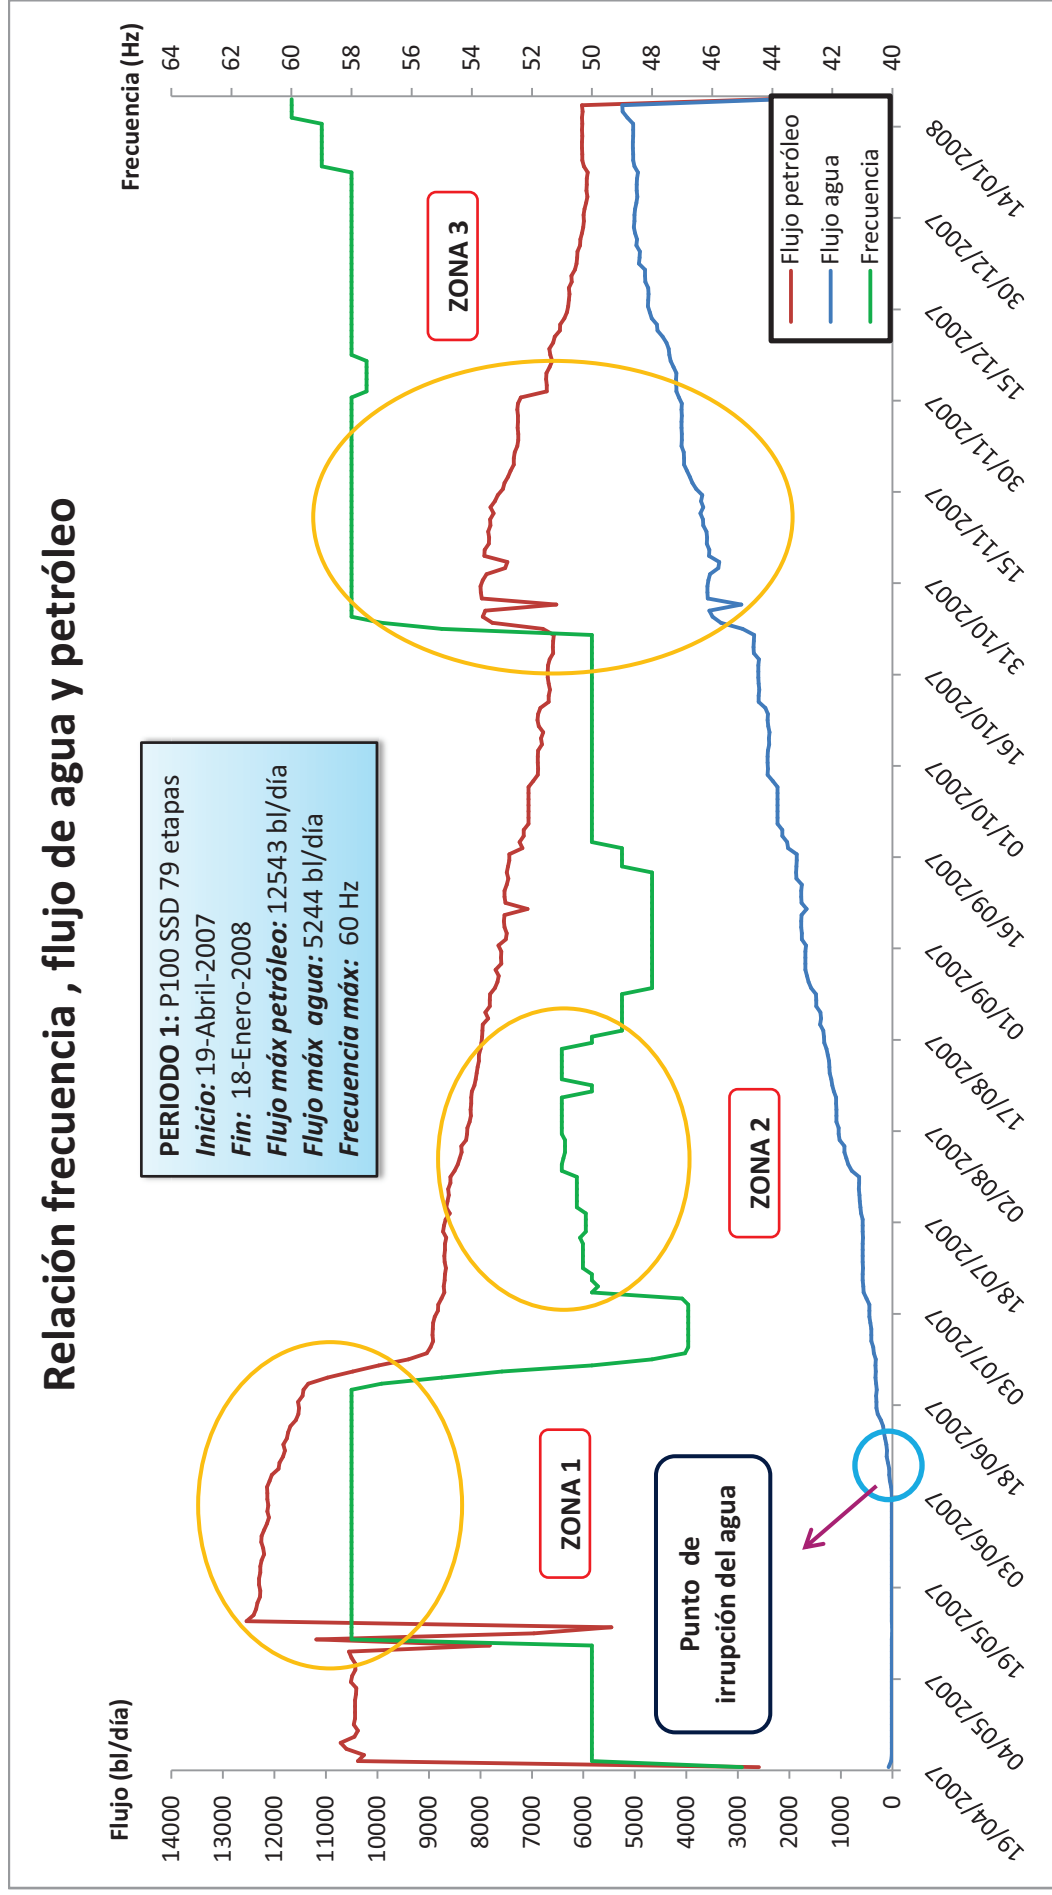 Relación frecuencia , flujo de agua y petróleo
Flujo (bl/día)
Frecuencia (Hz)
14000
13000
12000
11000
10000
9000
8000
7000
6000
5000
4000
3000
2000
1000
0
64
62
60
58
56
54
52
50
48
46
44
42
40
PERIODO 1: P100 SSD 79 etapas
Inicio: 19-Abril-2007
Fin: 18-Enero-2008
Flujo máx petróleo: 12543 bl/día
Flujo máx agua: 5244 bl/día
Frecuencia máx: 60 Hz
ZONA 1
ZONA 2
ZONA 3
Punto de
irrupción del agua
Flujo petróleo
Flujo agua
Frecuencia
19/04/2007
04/05/2007
19/05/2007
03/06/2007
18/06/2007
03/07/2007
18/07/2007
02/08/2007
17/08/2007
01/09/2007
16/09/2007
01/10/2007
16/10/2007
31/10/2007
15/11/2007
30/11/2007
15/12/2007
30/12/2007
14/01/2008